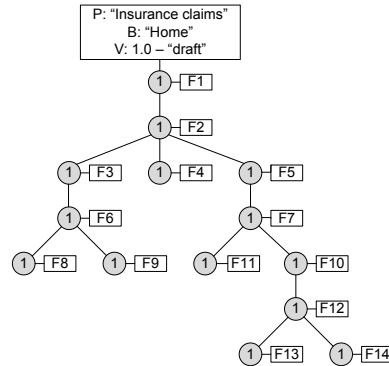 P: “Insurance claims”
B: “Home”
V: 1.0 – “draft”
1 F1
1 F2
1 F3 1 F4 1 F5
1 F6 1 F7
1 F8 1 F9 1 F11 1 F10
1 F12
1 F13 1 F14